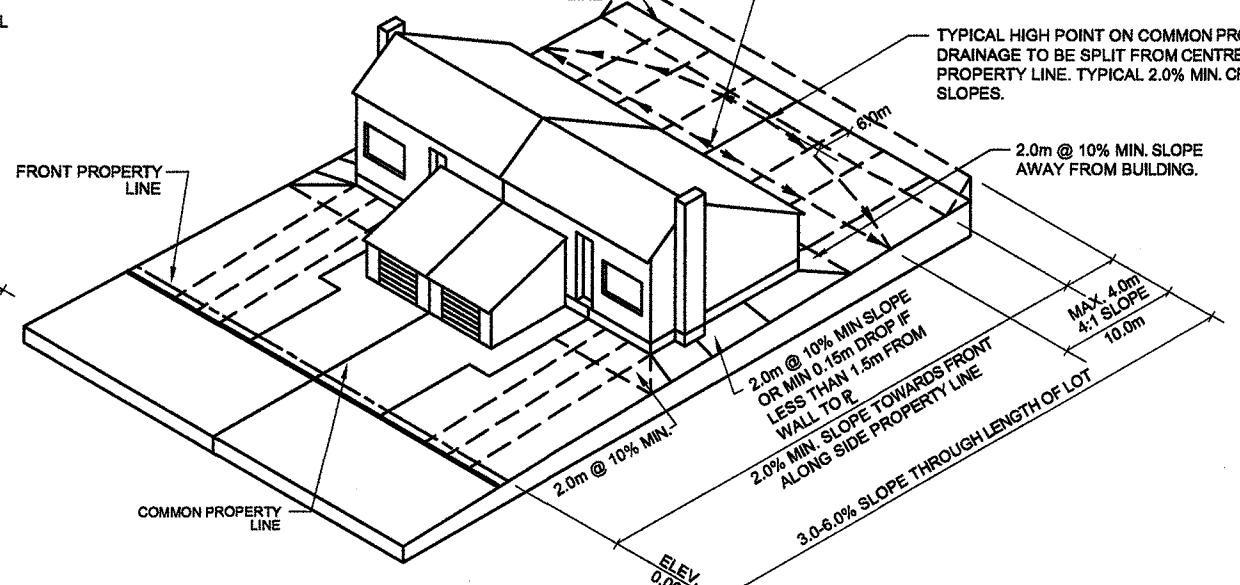 L
TYPICAL HIGH POINT ON COMMON
DRAINAGE TO BE SPLIT FROM CENTRE
PROPERTY LINE. TYPICAL 2.0% MIN.
SLOPES.
6.0m
2.0m @ 10% MIN. SLOPE
AWAY FROM BUILDING.
FRONT PROPERTY
LINE
MAX. 4.0m
4:1 SLOPE
10.0m
2.0m @ 10% MIN SLOPE
OR MIN 0.15m DROP IF
LESS THAN 1.5m FROM
WALL TO ⅊
2.0% MIN. SLOPE TOWARDS FRONT
ALONG SIDE PROPERTY LINE
3.0-6.0% SLOPE THROUGH LENGTH OF LOT
2.0m @ 10% MIN.
COMMON PROPERTY
LINE
ELEV.